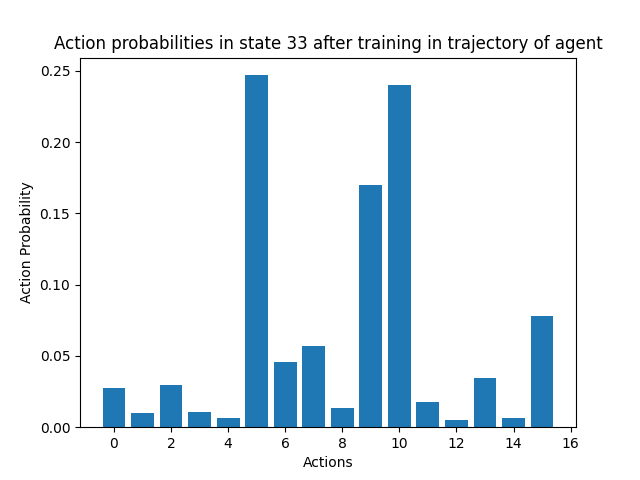 Action probabilities in state 33 after training in trajectory of agent
0.25
0.20
0.15
0.10
0.05
0.00
Action Probability
0 2 4 6 8 10 12 14 16
Actions